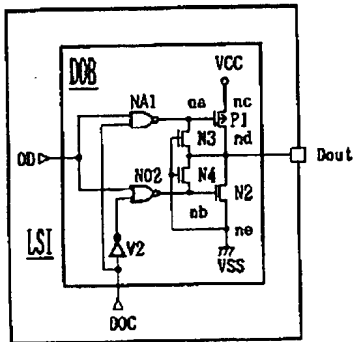 DOB
VCC
NA1
na
nc
P1
N3
nd
OD
Dout
NO2
N4
N2
nb
ne
LSI
V2
VSS
DOC